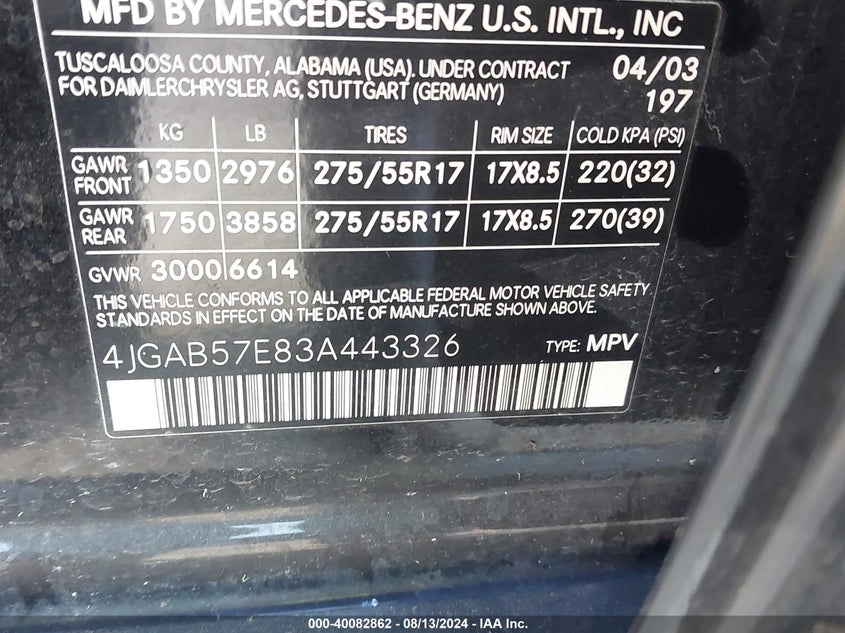 MFD BY MERCEDES-BENZ U.S. INTL., INC
TUSCALOOSA COUNTY, ALABAMA (USA). UNDER CONTRACT 04/03
FOR DAIMLERCHRYSLER AG, STUTTGART (GERMANY) 197
KG LB TIRES RIM SIZE COLD KPA (PSI)
GAWR FRONT 1350 2976 275/55R17 17X8.5 220(32)
GAWR REAR 1750 3858 275/55R17 17X8.5 270(39)
GVWR 3000 6614
THIS VEHICLE CONFORMS TO ALL APPLICABLE FEDERAL MOTOR VEHICLE SAFETY
STANDARDS IN EFFECT ON THE DATE OF MANUFACTURE SHOWN ABOVE.
4JGAB57E83A443326 TYPE: MPV
000-40082862 - 08/13/2024 - IAA Inc.